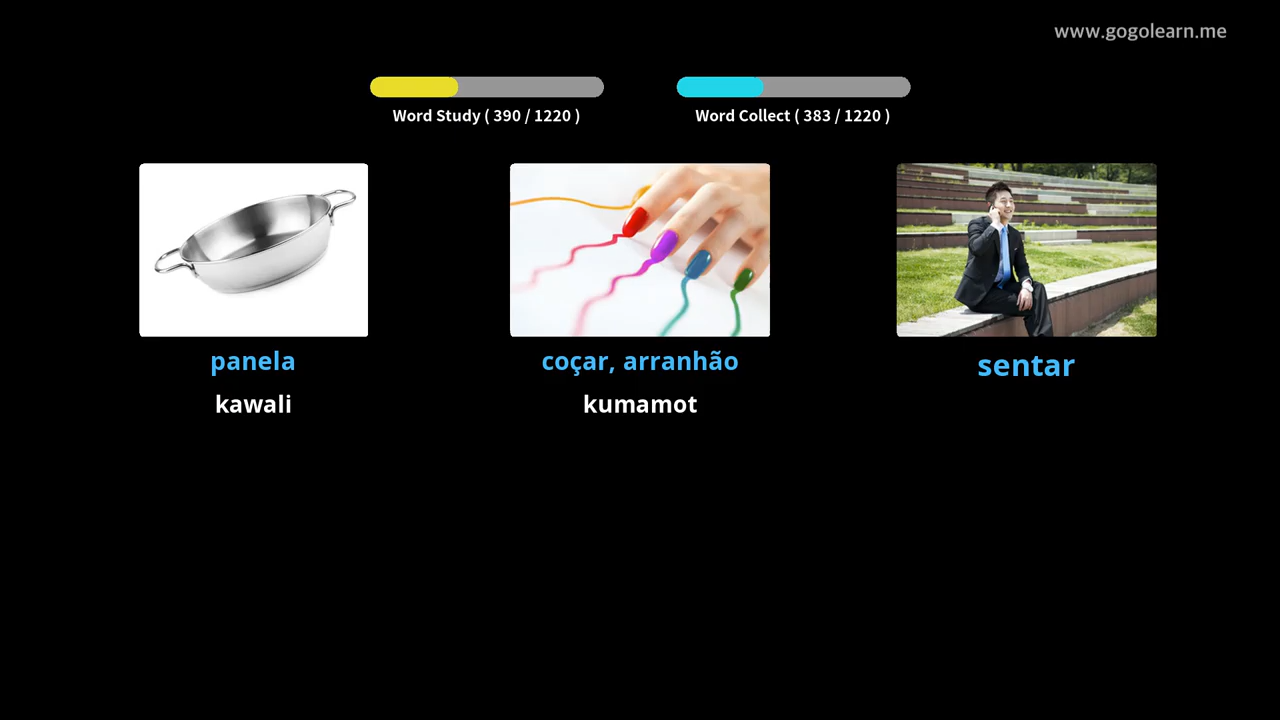 www.gogolearn.me
Word Study ( 390 / 1220 )
Word Collect ( 383 / 1220 )
panela
kawali
coçar, arranhão
kumamot
sentar